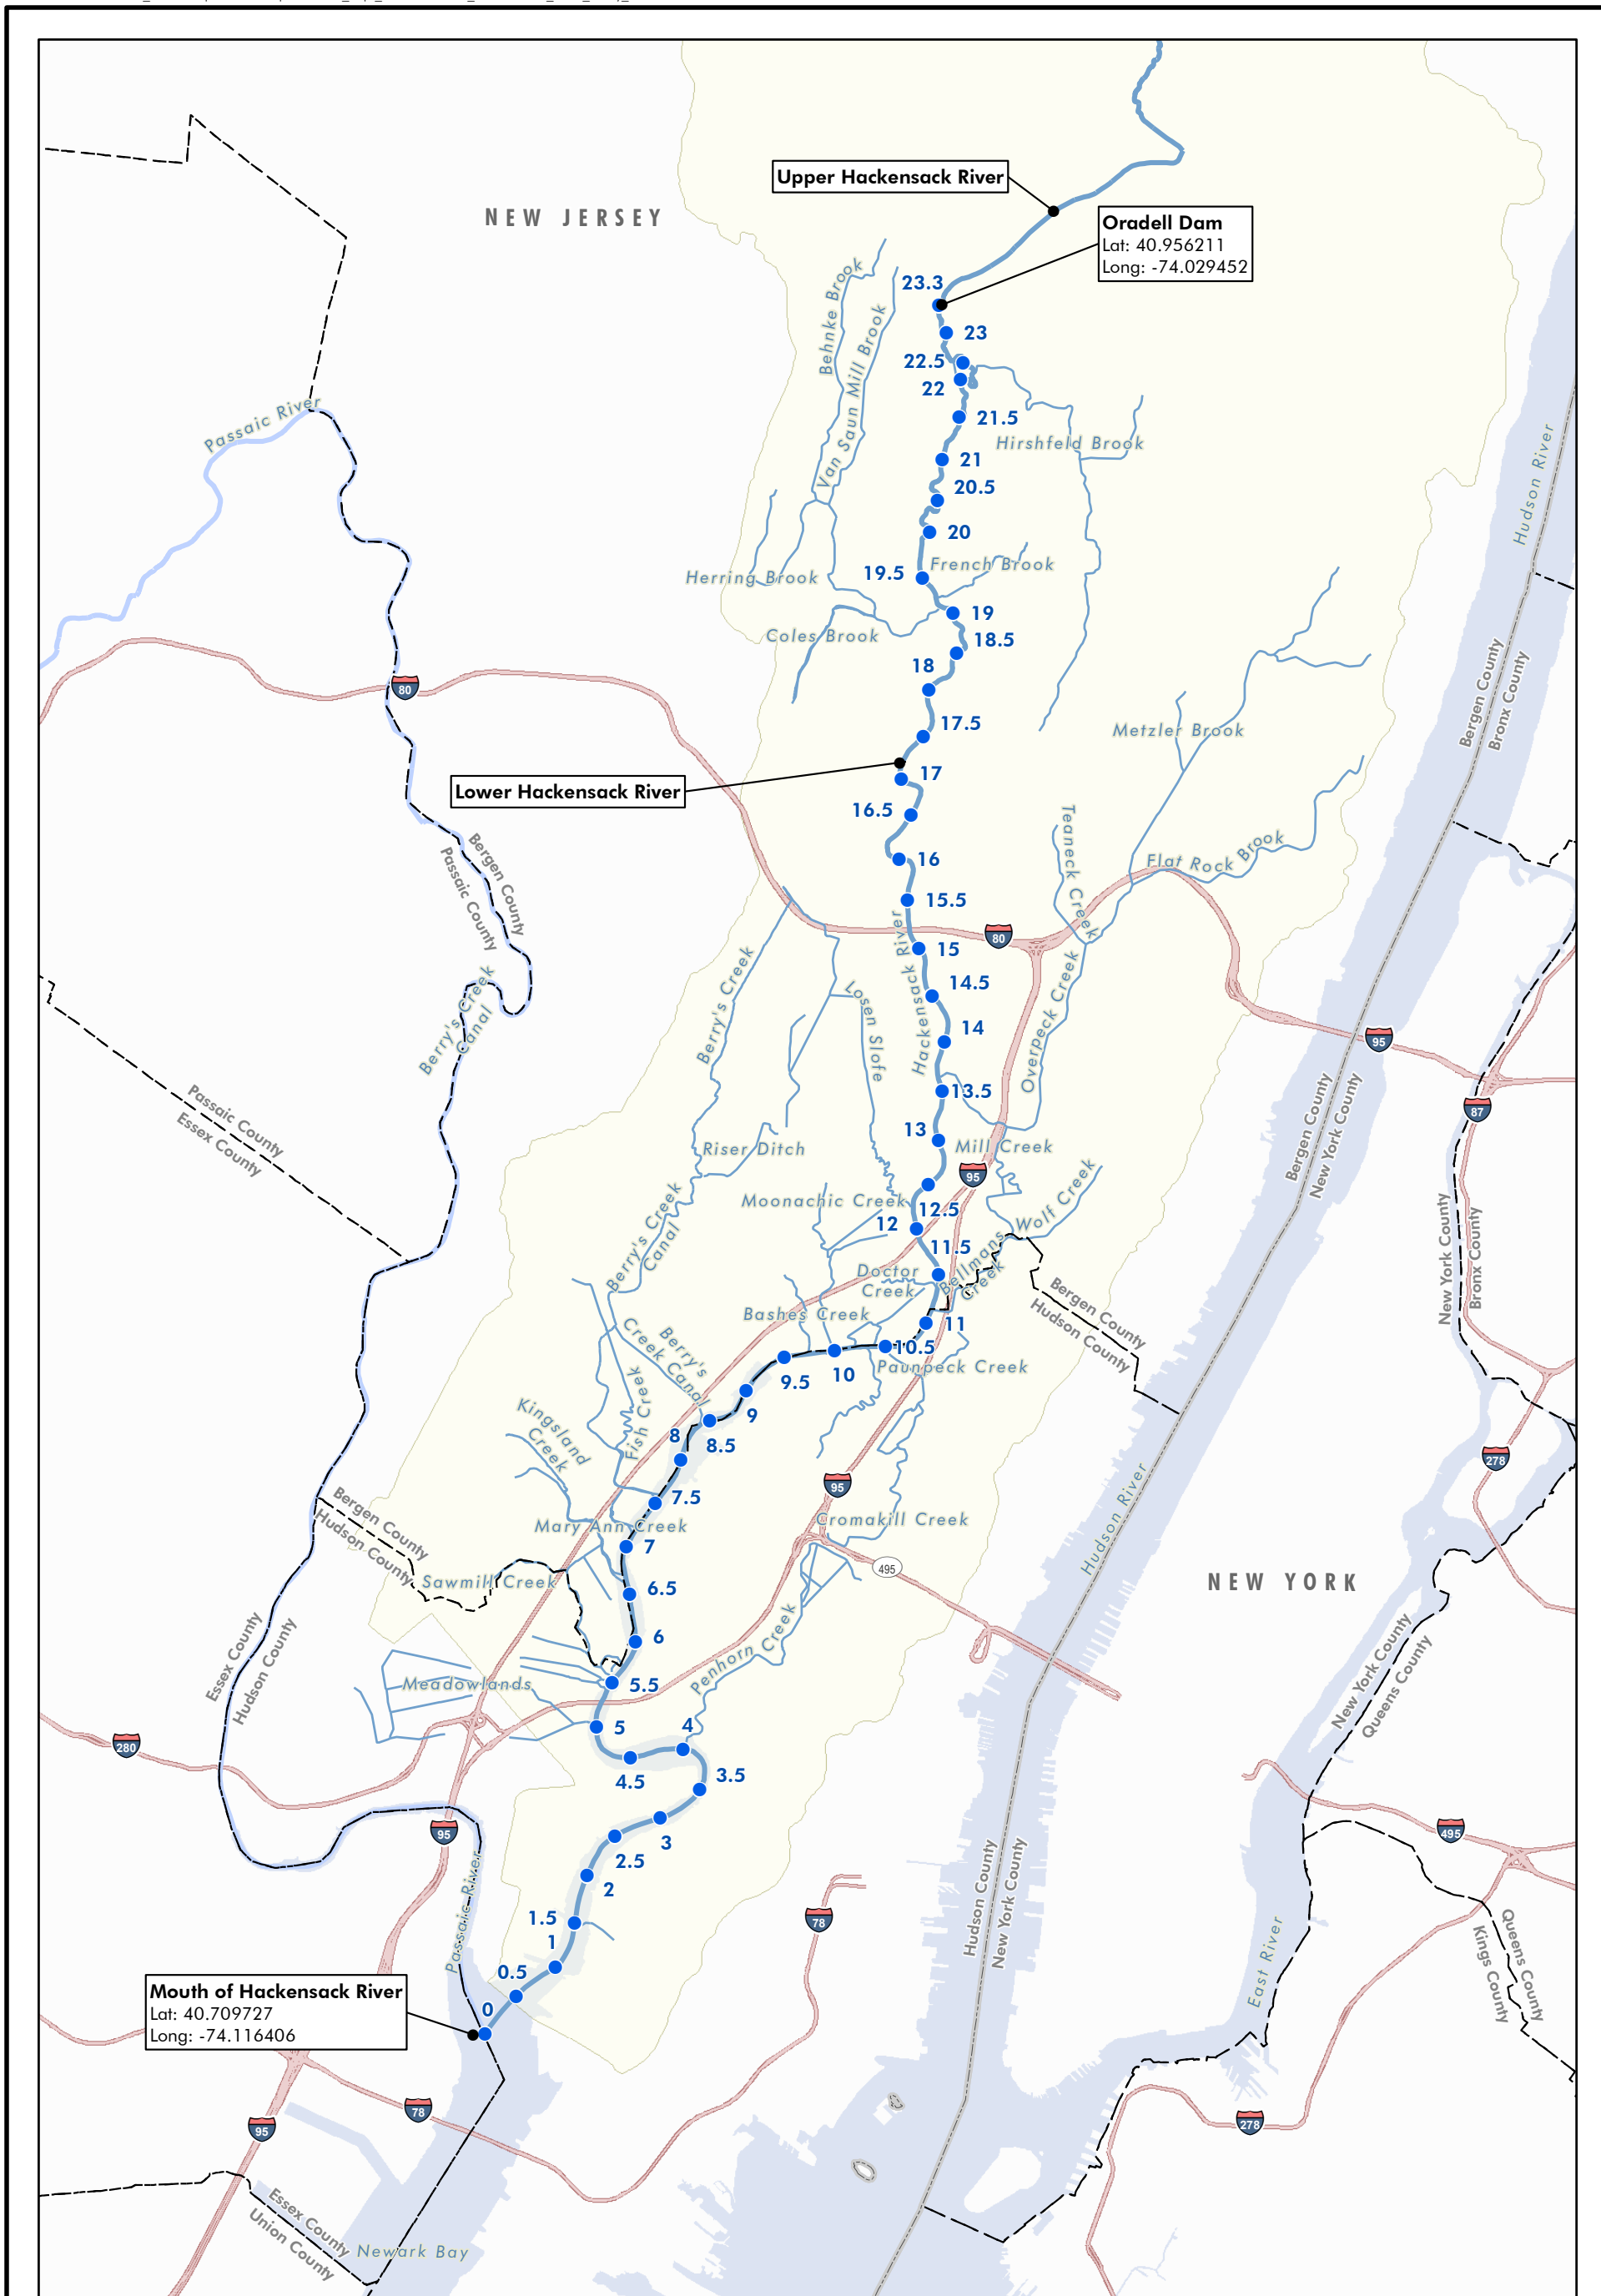 Upper Hackensack River
Oradell Dam
Lat: 40.956211
Long: -74.029452
NEW JERSEY
23.3
23
22.5
22
21.5
21
20.5
20
19.5
19
18.5
18
17.5
17
16.5
16
15.5
15
14.5
14
13.5
13
12.5
12
11.5
11
10.5
10
9.5
9
8.5
8
7.5
7
6.5
6
5.5
5
4.5
4
3.5
3
2.5
2
1.5
1
0.5
0
Behnke Brook
Van Saun Mill Brook
Hirshfeld Brook
Passaic River
Hudson River
Herring Brook
French Brook
Coles Brook
80
Bergen County
Bronx County
Metzler Brook
Lower Hackensack River
Teaneck Creek
Flat Rock Brook
Bergen County
Passaic County
80
Hackensack River
Berry's Creek
Canal
Berry's Creek
Losen Slofe
Overpeck Creek
95
87
Passaic County
Essex County
Bergen County
New York County
Riser Ditch
Mill Creek
95
Moonachic Creek
Wolf Creek
Berry's Creek
Canal
Doctor
Creek
Bellmans
Creek
New York County
Bronx County
Bashes Creek
Bergen County
Hudson County
Berry's
Creek Canal
Paunpeck Creek
Fish Creek
Kingsland
Creek
278
95
Bergen County
Hudson County
Mary Ann Creek
Cromakill Creek
Hudson River
495
Sawmill Creek
NEW YORK
Essex County
Hudson County
Meadowlands
Penhorn Creek
New York County
Queens County
280
95
495
Passaic River
78
Hudson County
New York County
Queens County
Kings County
East River
Mouth of Hackensack River
Lat: 40.709727
Long: -74.116406
78
95
278
Essex County
Union County
Newark Bay